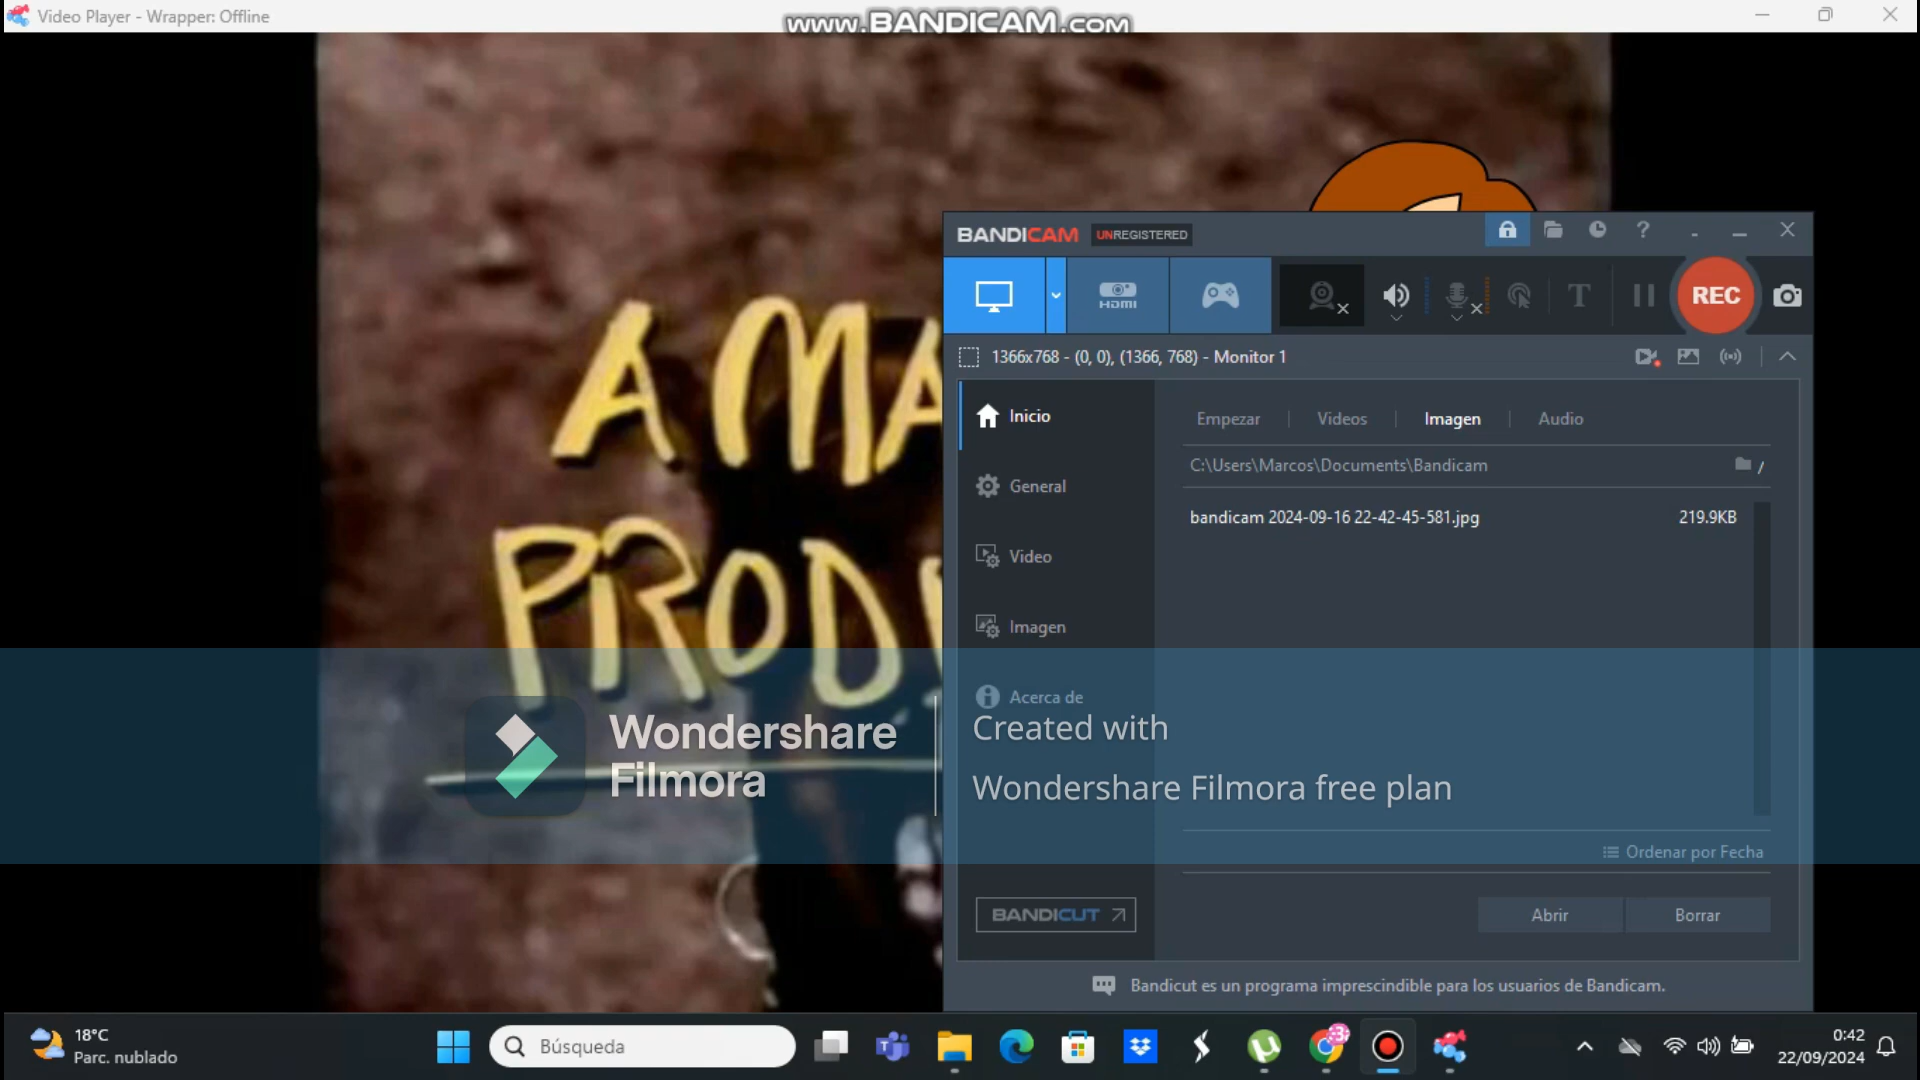 Video Player - Wrapper: Offline
www.BANDICAM.com
BANDICAM UNREGISTERED
?
HDMI
T
REC
1366x768 - (0, 0), (1366, 768) - Monitor 1
Inicio
General
Video
Imagen
Acerca de
Empezar
Videos
Imagen
Audio
C:\Users\Marcos\Documents\Bandicam
bandicam 2024-09-16 22-42-45-581.jpg
219.9KB
Ordenar por Fecha
BANDICUT
Abrir
Borrar
Bandicut es un programa imprescindible para los usuarios de Bandicam.
Wondershare
Filmora
Created with
Wondershare Filmora free plan
18°C
Parc. nublado
Búsqueda
0:42
22/09/2024